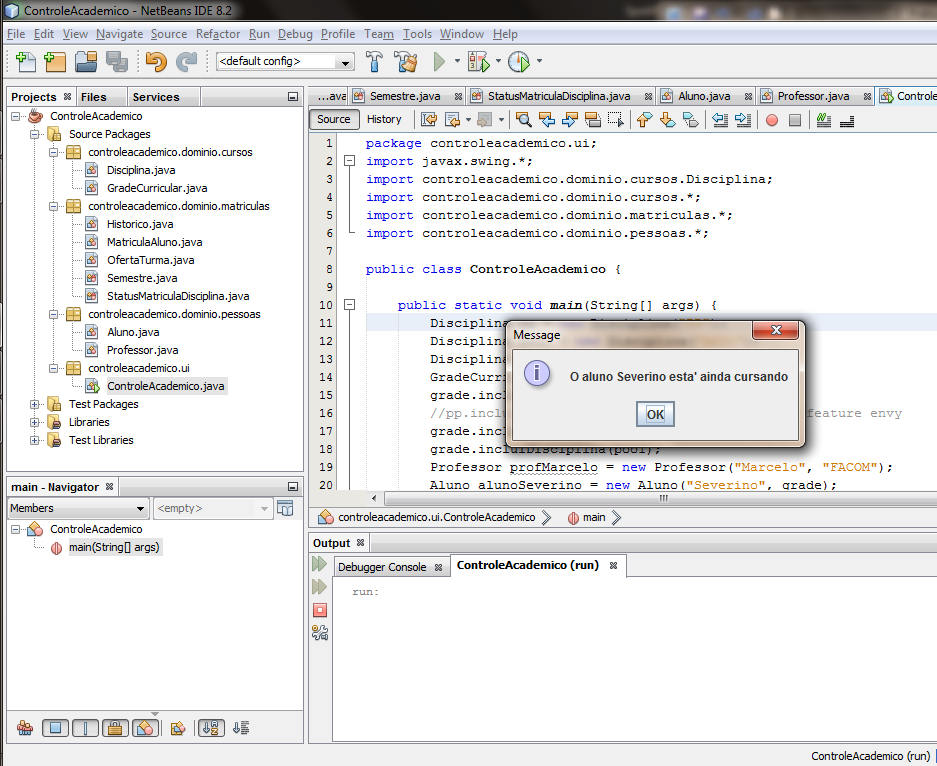 ControleAcademico - NetBeans IDE 8.2
File Edit View Navigate Source Refactor Run Debug Profile Team Tools Window Help
<default config>
Projects Files Services
ControleAcademico
Source Packages
controleacademico.dominio.cursos
Disciplina.java
GradeCurricular.java
controleacademico.dominio.matriculas
Historico.java
MatriculaAluno.java
OfertaTurma.java
Semestre.java
StatusMatriculaDisciplina.java
controleacademico.dominio.pessoas
Aluno.java
Professor.java
controleacademico.ui
ControleAcademico.java
Test Packages
Libraries
Test Libraries
main - Navigator
Members <empty>
ControleAcademico
main(String[] args)
...ava Semestre.java StatusMatriculaDisciplina.java Aluno.java Professor.java Controle
Source History
1 package controleacademico.ui;
2 import javax.swing.*;
3 import controleacademico.dominio.cursos.Disciplina;
4 import controleacademico.dominio.cursos.*;
5 import controleacademico.dominio.matriculas.*;
6 import controleacademico.dominio.pessoas.*;
7
8 public class ControleAcademico {
9
10 public static void main(String[] args) {
11 Disciplina
12 Disciplina
13 Disciplina
14 GradeCurri
15 grade.incl
16 //pp.inclu feature envy
17 grade.incl
18 grade.incluiDisciplina(pool);
19 Professor profMarcelo = new Professor("Marcelo", "FACOM");
20 Aluno alunoSeverino = new Aluno("Severino", grade);
Message
O aluno Severino esta' ainda cursando
OK
controleacademico.ui.ControleAcademico main
Output
Debugger Console ControleAcademico (run)
run:
ControleAcademico (run)